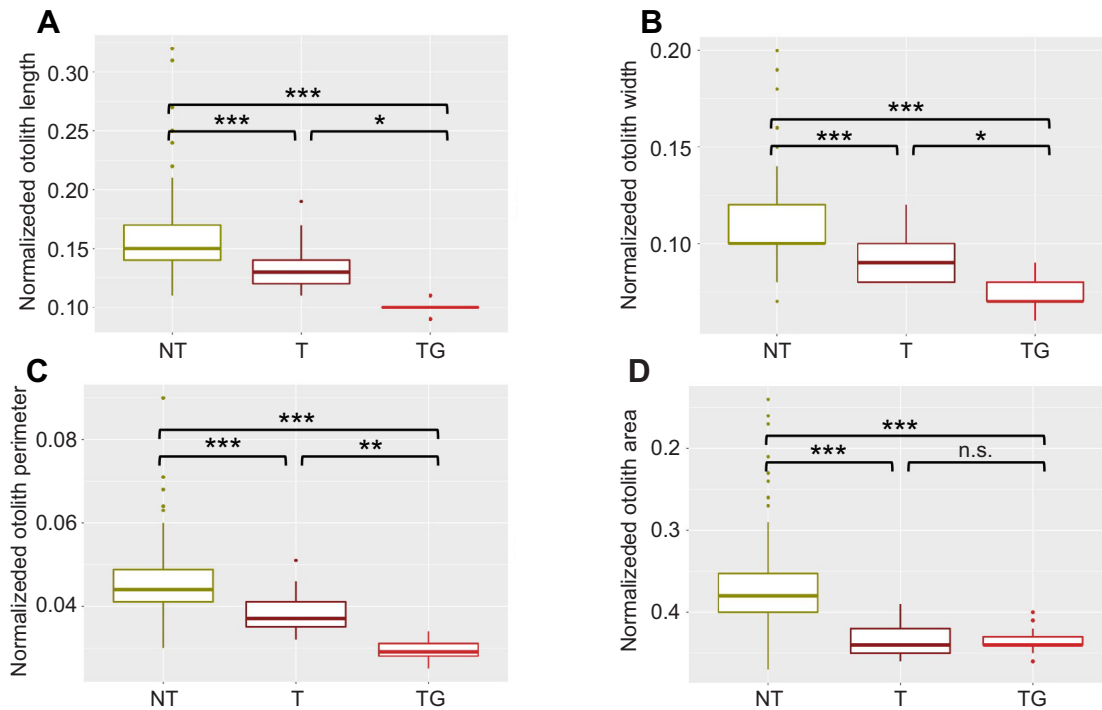 A
Normalizeded otolith length
0.30
0.25
0.20
0.15
0.10
***
***
*
NT T TG
B
Normalizeded otolith width
0.20
0.15
0.10
***
***
*
NT T TG
C
Normalizeded otolith perimeter
0.08
0.06
0.04
***
***
**
NT T TG
D
Normalizeded otolith area
0.2
0.3
0.4
***
***
n.s.
NT T TG